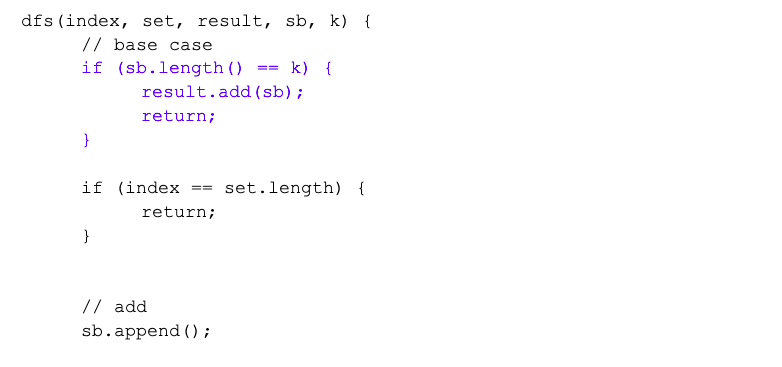 dfs(index, set, result, sb, k) {
// base case
if (sb.length() == k) {
result.add(sb);
return;
}
if (index == set.length) {
return;
}
// add
sb.append();